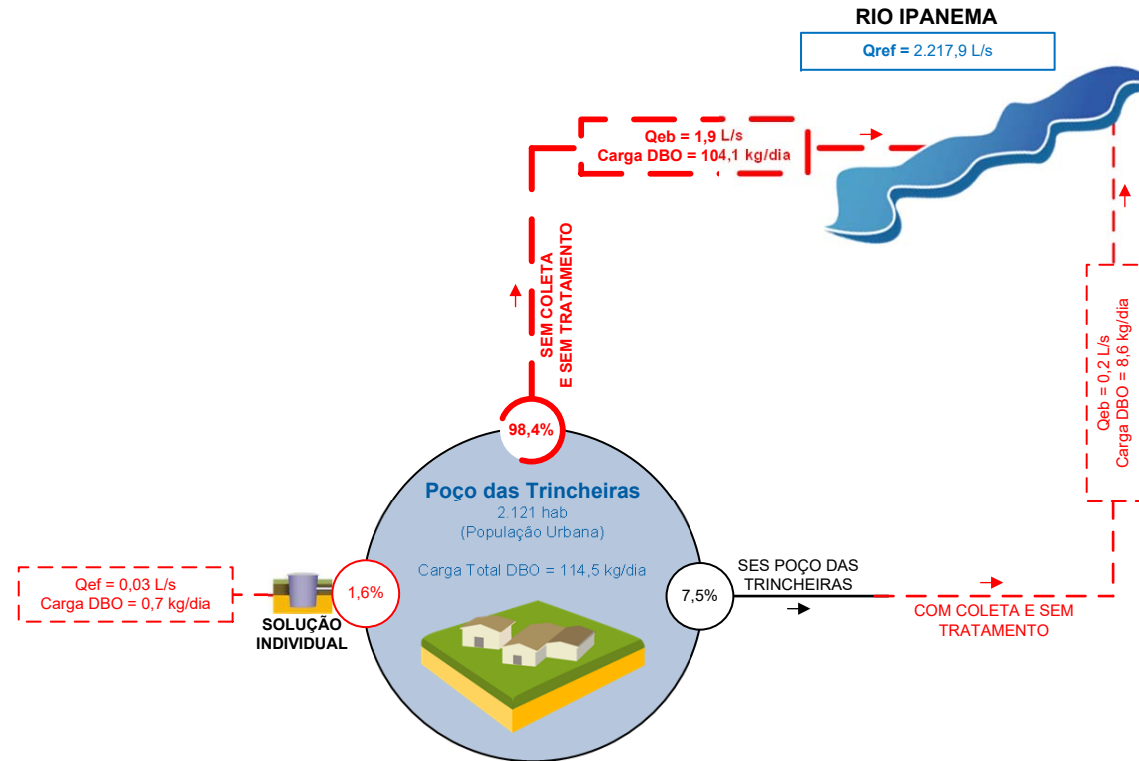 RIO IPANEMA
Qref = 2.217,9 L/s
Qeb = 1,9 L/s
Carga DBO = 104,1 kg/dia
SEM COLETA
E SEM TRATAMENTO
Qeb = 0,2 L/s
Carga DBO = 8,6 kg/dia
98,4%
Poço das Trincheiras
2.121 hab
(População Urbana)
Carga Total DBO = 114,5 kg/dia
Qef = 0,03 L/s
Carga DBO = 0,7 kg/dia
SOLUÇÃO
INDIVIDUAL
1,6%
7,5%
SES POÇO DAS
TRINCHEIRAS
COM COLETA E SEM
TRATAMENTO